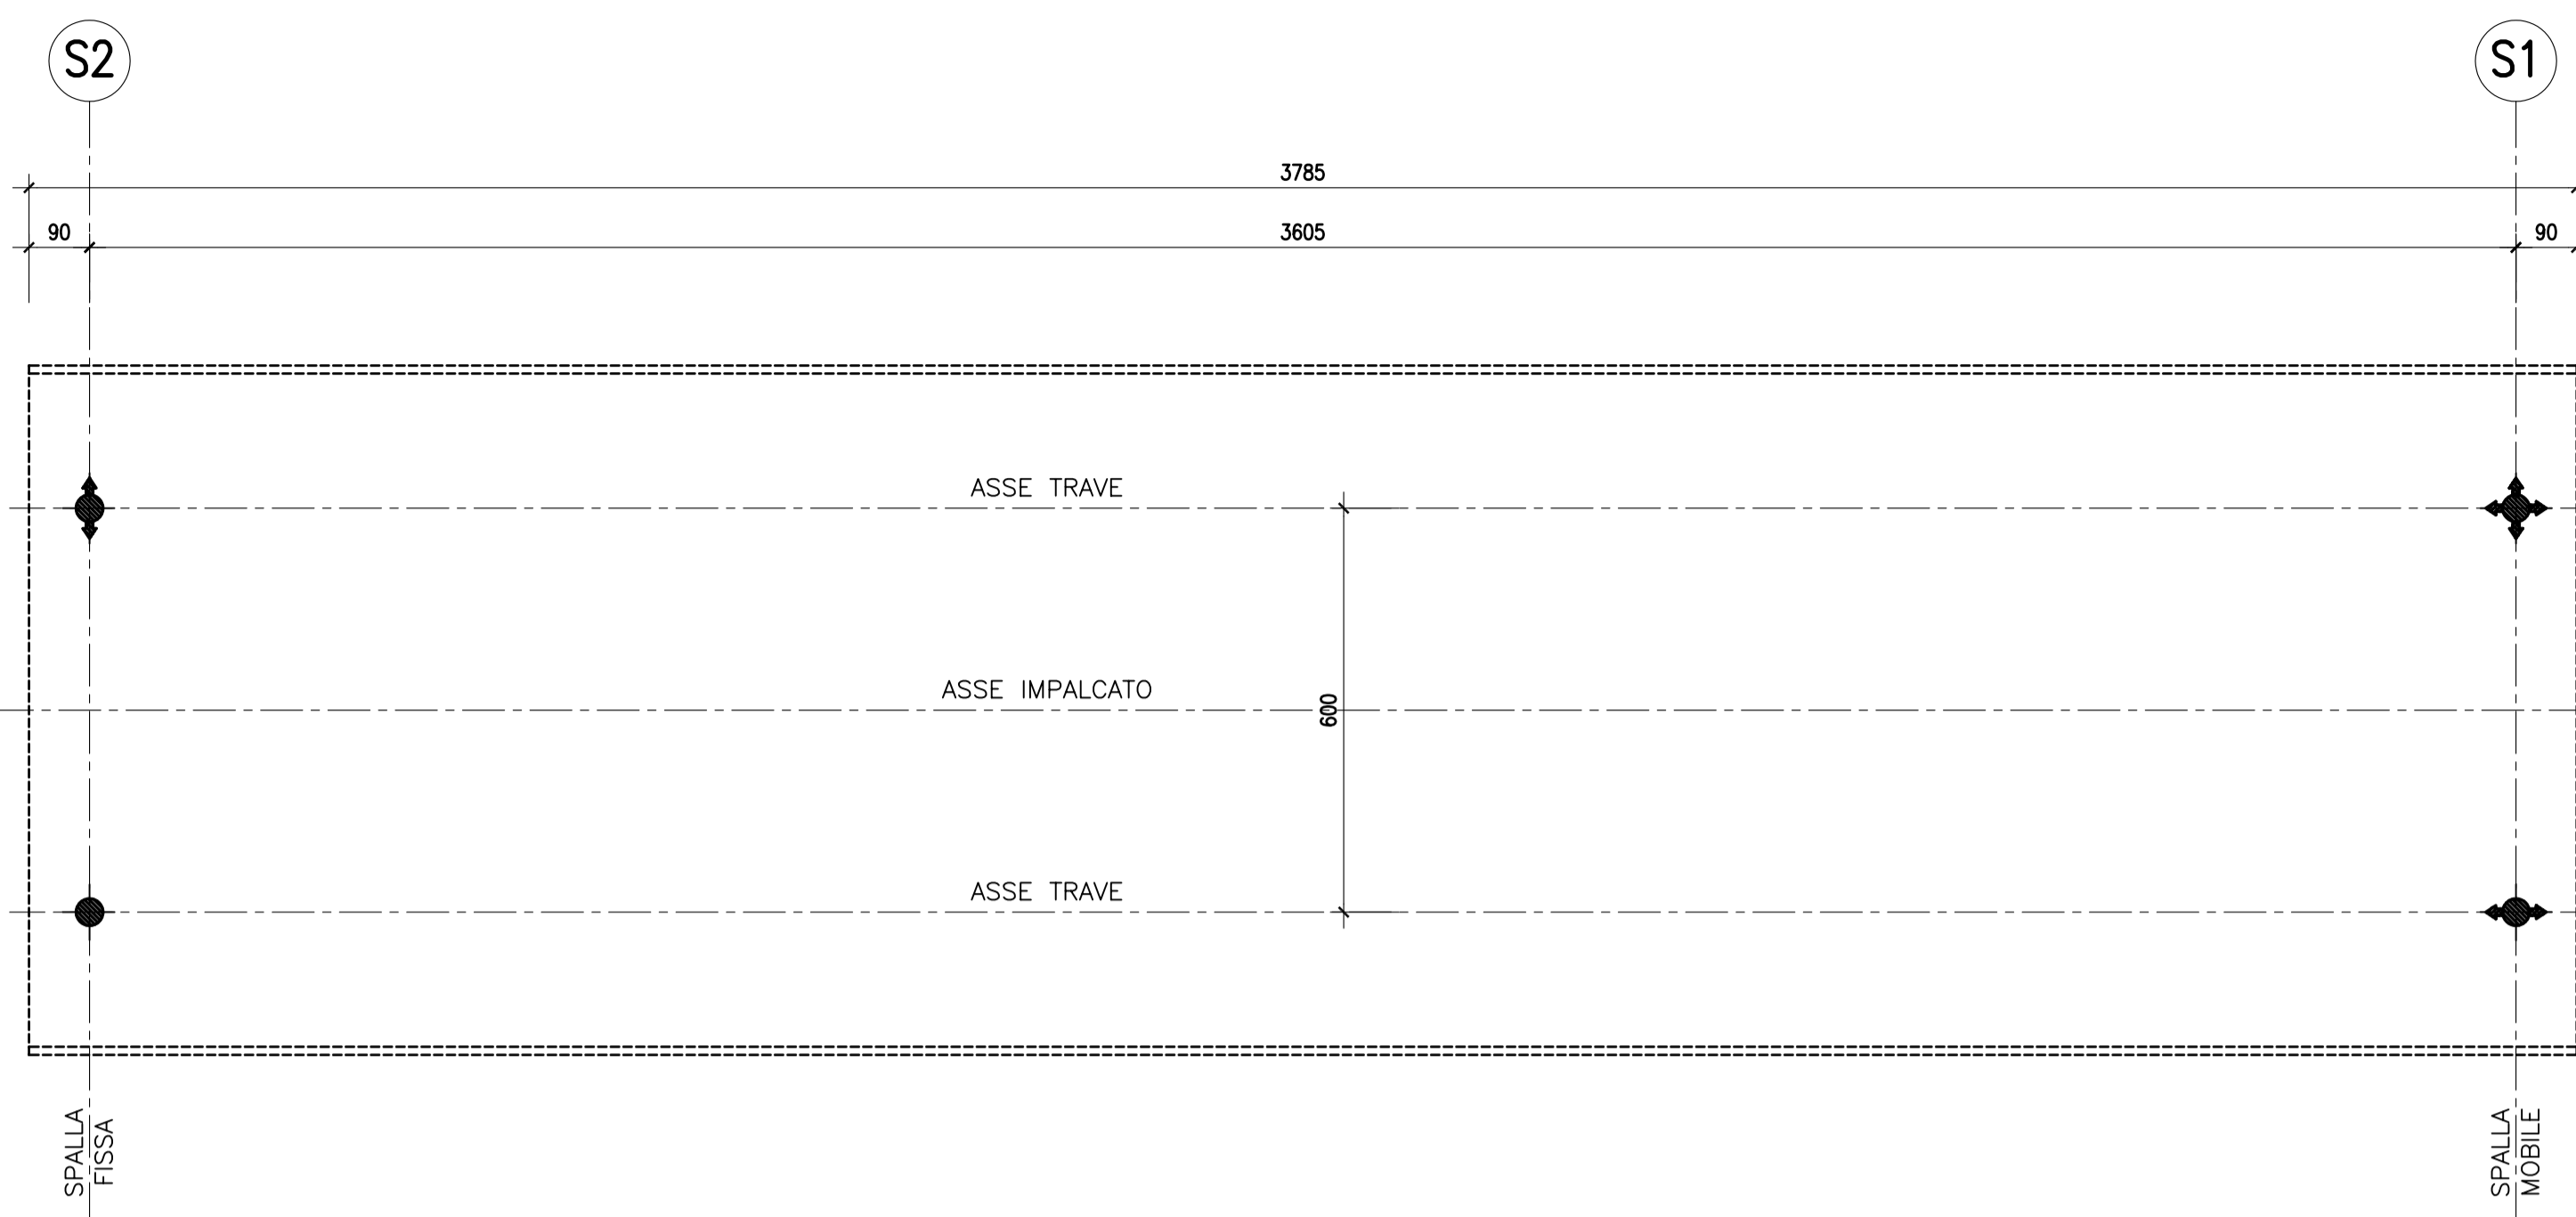 S2
S1
3785
90
3605
90
ASSE TRAVE
ASSE IMPALCATO
600
ASSE TRAVE
SPALLA
FISSA
SPALLA
MOBILE